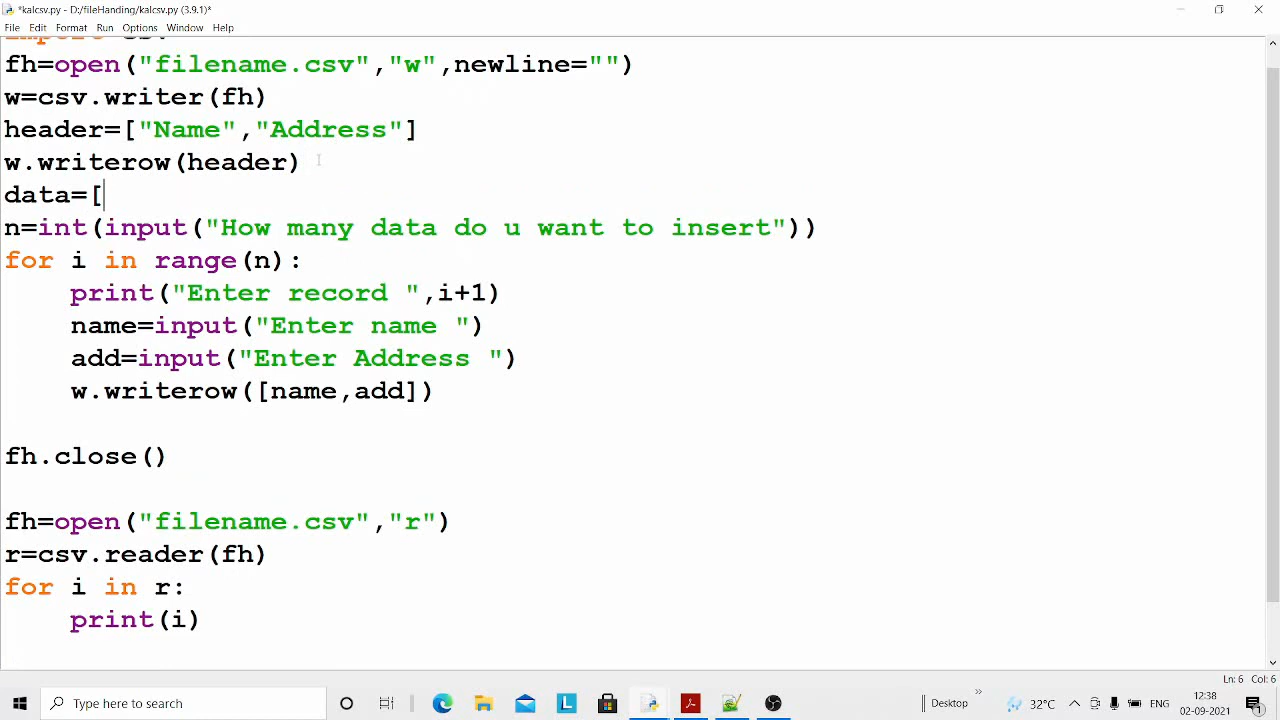 *kalcsv.py - D:/fileHanding/kalcsv.py (3.9.1)*
File Edit Format Run Options Window Help
import csv
fh=open("filename.csv","w",newline="")
w=csv.writer(fh)
header=["Name","Address"]
w.writerow(header)
data=[
n=int(input("How many data do u want to insert"))
for i in range(n):
    print("Enter record ",i+1)
    name=input("Enter name ")
    add=input("Enter Address ")
    w.writerow([name,add])
fh.close()
fh=open("filename.csv","r")
r=csv.reader(fh)
for i in r:
    print(i)
Ln: 6 Col: 6
Type here to search
L
Desktop
»
32°C
ENG
12:38
02-09-2021
1